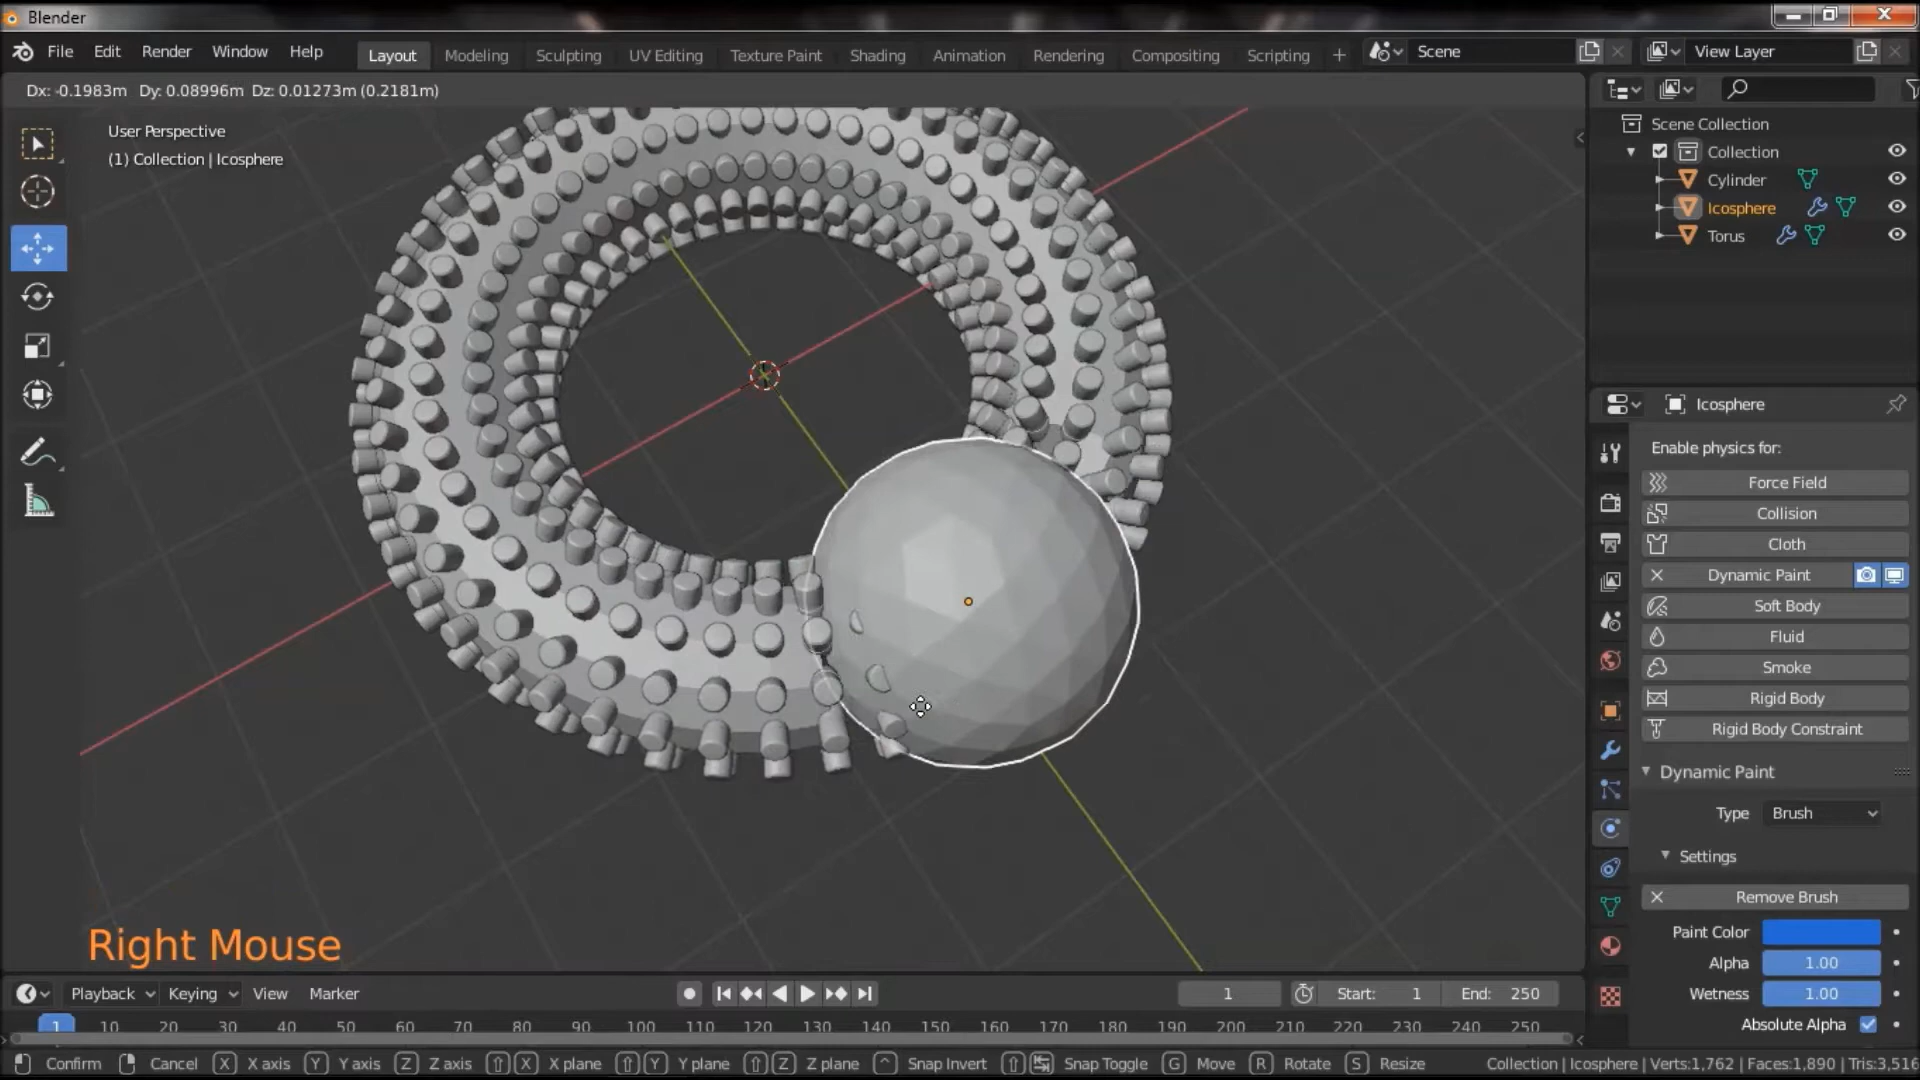 Blender
File Edit Render Window Help Layout Modeling Sculpting UV Editing Texture Paint Shading Animation Rendering Compositing Scripting + Scene View Layer
Dx: -0.1983m Dy: 0.08996m Dz: 0.01273m (0.2181m)
User Perspective
(1) Collection | Icosphere
Scene Collection
Collection
Cylinder
Icosphere
Torus
Icosphere
Enable physics for:
Force Field
Collision
Cloth
Dynamic Paint
Soft Body
Fluid
Smoke
Rigid Body
Rigid Body Constraint
Dynamic Paint
Type Brush
Settings
Remove Brush
Paint Color
Alpha 1.00
Wetness 1.00
Absolute Alpha
Right Mouse
Playback Keying View Marker 1 Start: 1 End: 250
1 10 20 30 40 50 60 70 80 90 100 110 120 130 140 150 160 170 180 190 200 210 220 230 240 250
Confirm Cancel X X axis Y Y axis Z Z axis X X plane Y Y plane Z Z plane Snap Invert Snap Toggle G Move R Rotate S Resize Collection | Icosphere | Verts:1,762 | Faces:1,890 | Tris:3,516